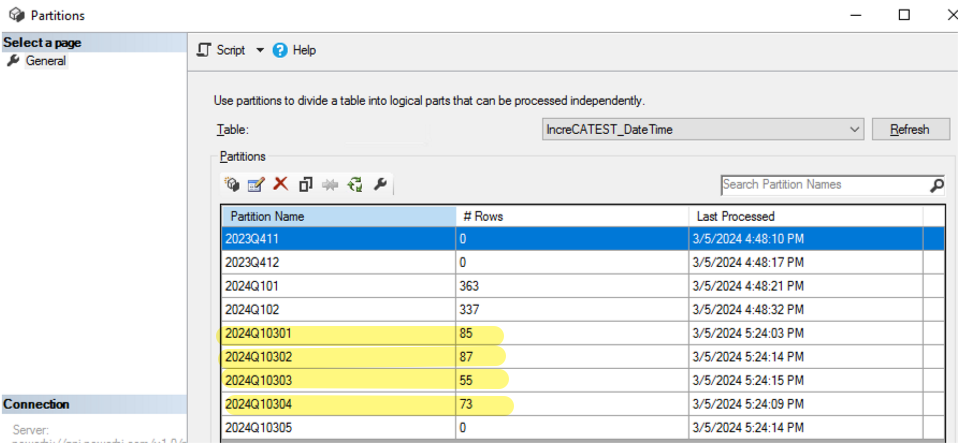 Partitions
Select a page
General
Script
Help
Use partitions to divide a table into logical parts that can be processed independently.
Table:
IncreCATEST_DateTime
Refresh
Partitions
Search Partition Names
Partition Name # Rows Last Processed
2023Q411 0 3/5/2024 4:48:10 PM
2023Q412 0 3/5/2024 4:48:17 PM
2024Q101 363 3/5/2024 4:48:21 PM
2024Q102 337 3/5/2024 4:48:32 PM
2024Q10301 85 3/5/2024 5:24:03 PM
2024Q10302 87 3/5/2024 5:24:14 PM
2024Q10303 55 3/5/2024 5:24:15 PM
2024Q10304 73 3/5/2024 5:24:09 PM
2024Q10305 0 3/5/2024 5:24:14 PM
Connection
Server: